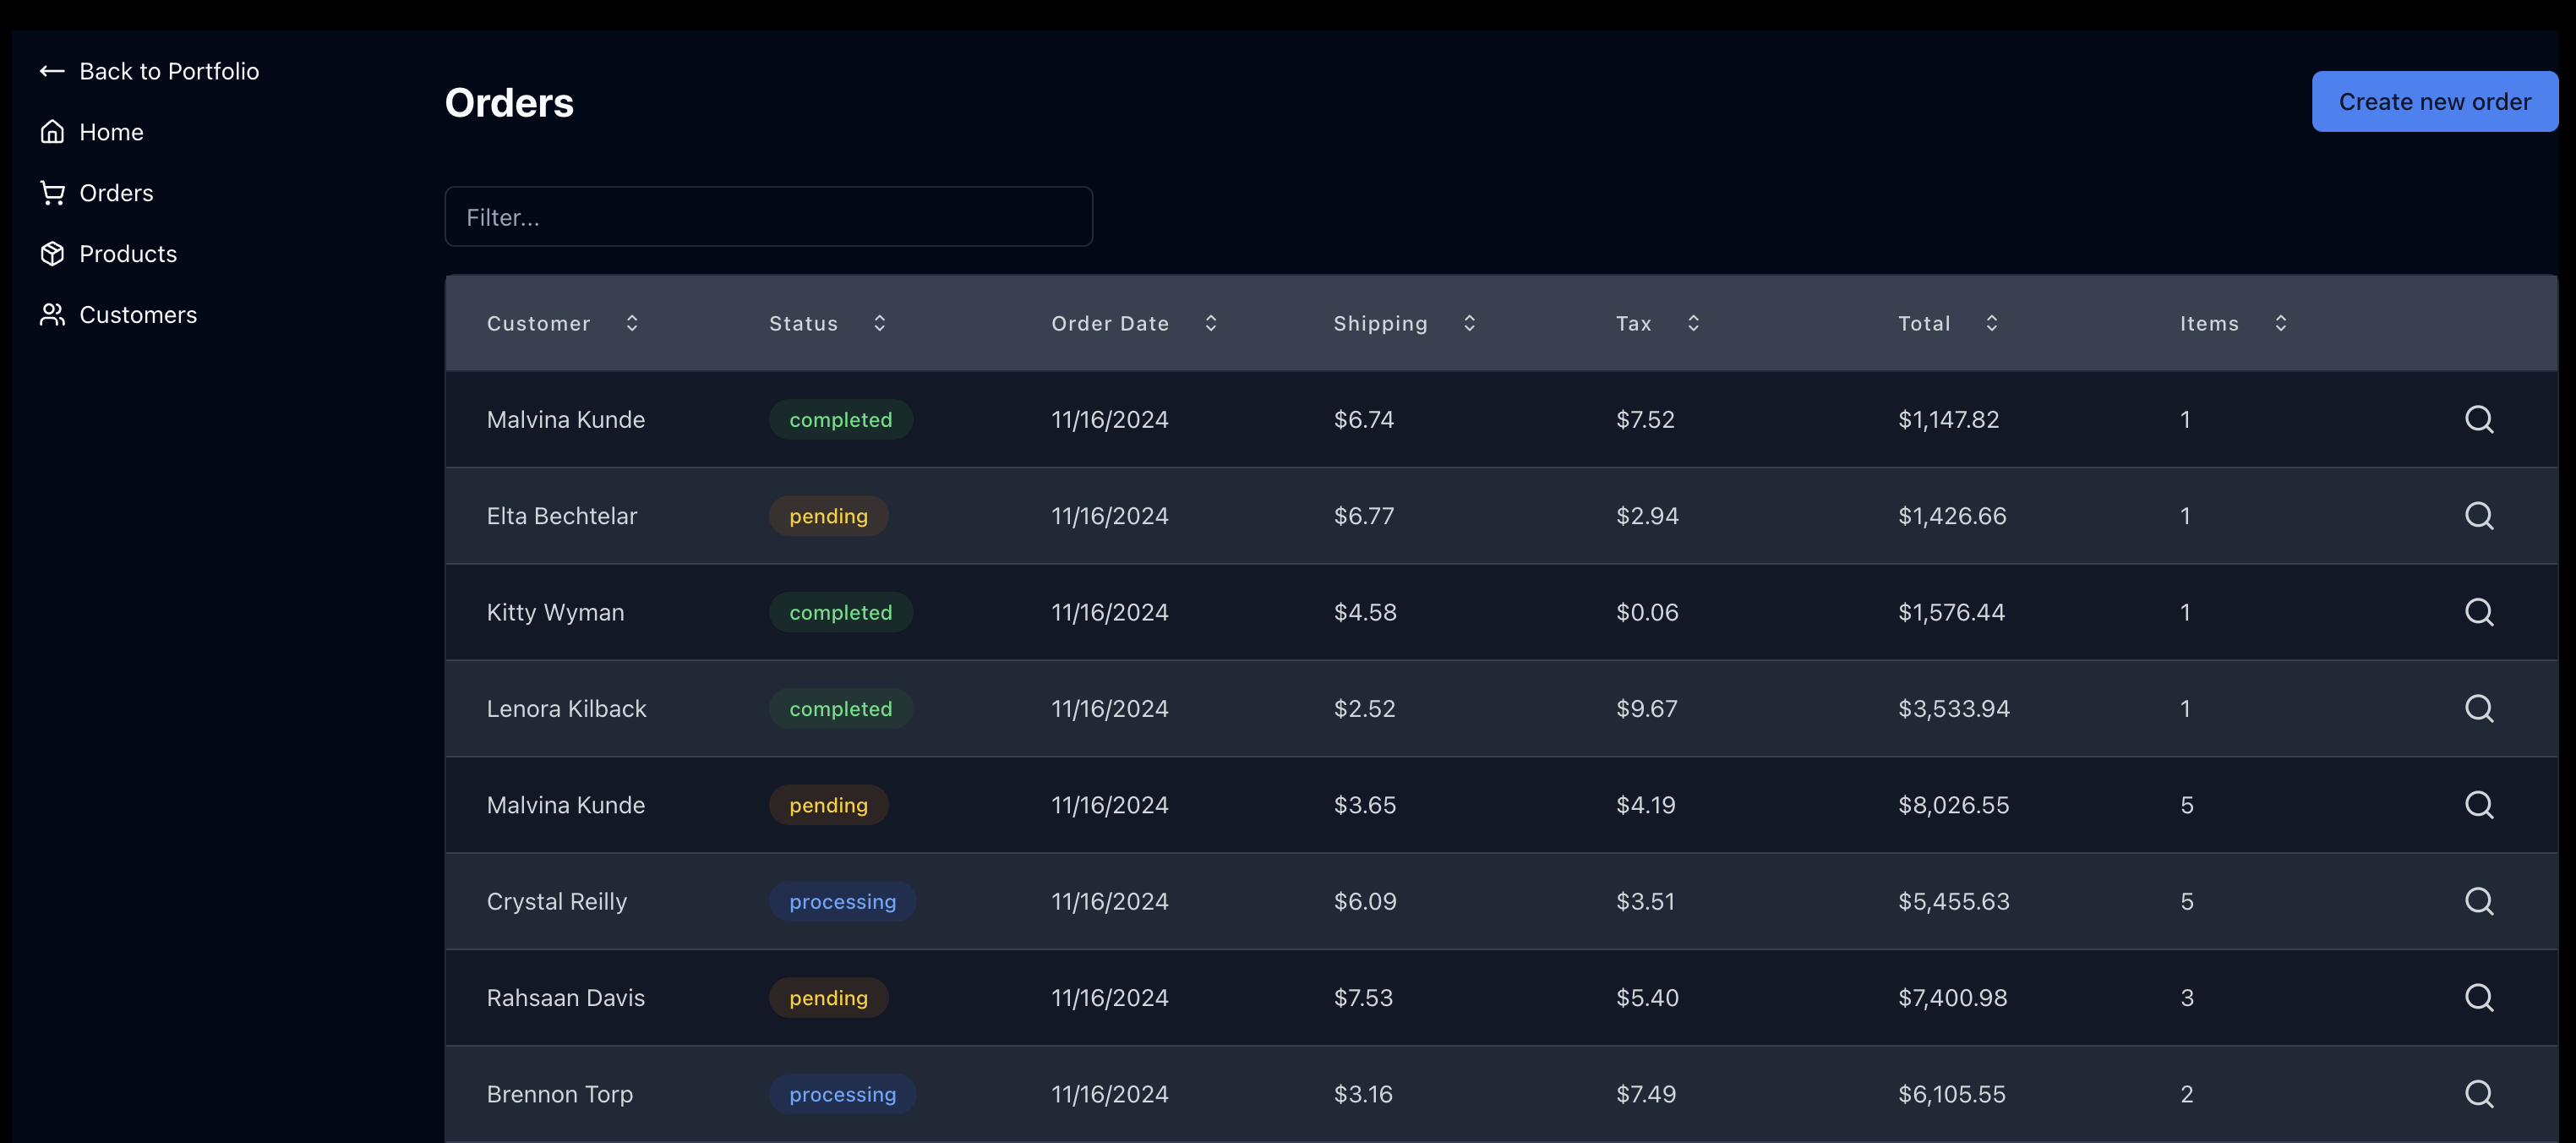 Back to Portfolio
Home
Orders
Products
Customers
Orders
Create new order
Filter...
Customer Status Order Date Shipping Tax Total Items
Malvina Kunde completed 11/16/2024 $6.74 $7.52 $1,147.82 1
Elta Bechtelar pending 11/16/2024 $6.77 $2.94 $1,426.66 1
Kitty Wyman completed 11/16/2024 $4.58 $0.06 $1,576.44 1
Lenora Kilback completed 11/16/2024 $2.52 $9.67 $3,533.94 1
Malvina Kunde pending 11/16/2024 $3.65 $4.19 $8,026.55 5
Crystal Reilly processing 11/16/2024 $6.09 $3.51 $5,455.63 5
Rahsaan Davis pending 11/16/2024 $7.53 $5.40 $7,400.98 3
Brennon Torp processing 11/16/2024 $3.16 $7.49 $6,105.55 2